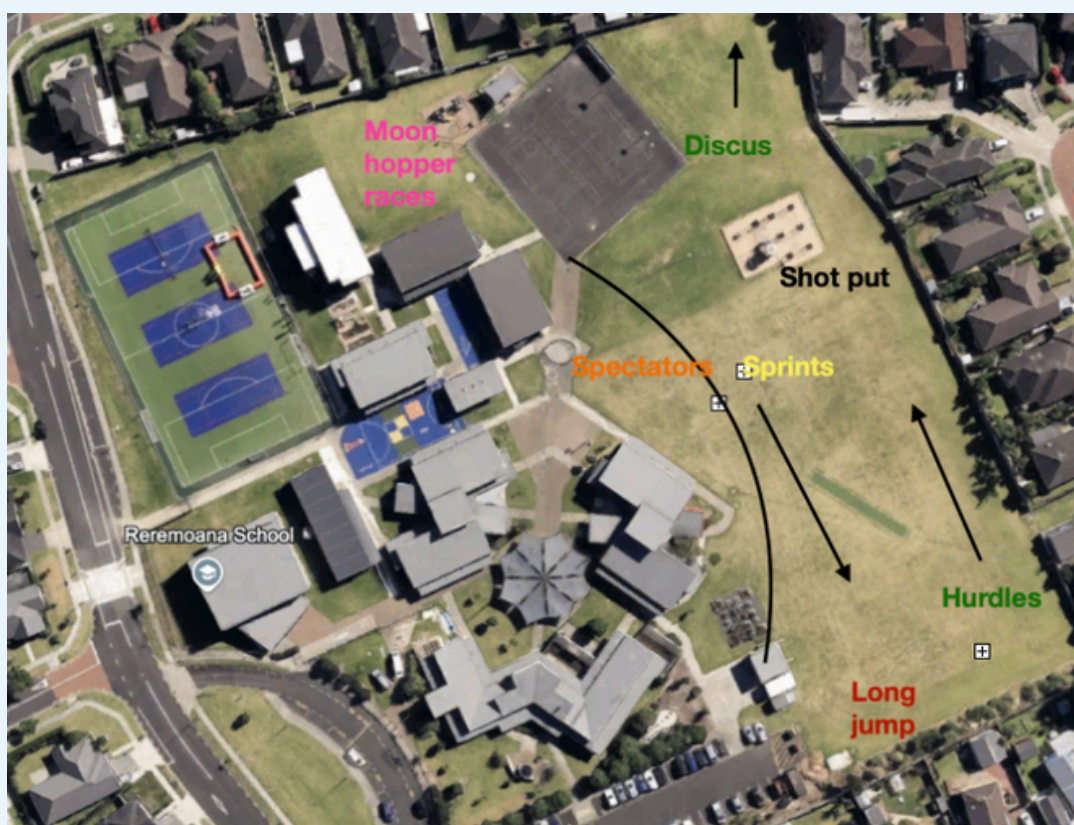 Moon
hopper
races
Discus
Shot put
Spectators
Sprints
Reremoana School
Hurdles
Long
jump